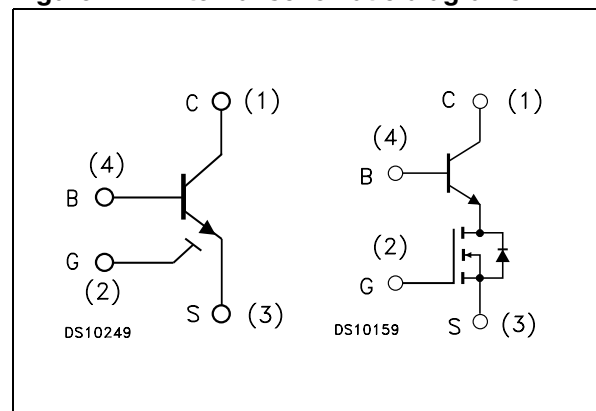 C (1)
(4)
B
G
(2)
S (3)
DS10249
C (1)
(4)
B
(2)
G
S (3)
DS10159